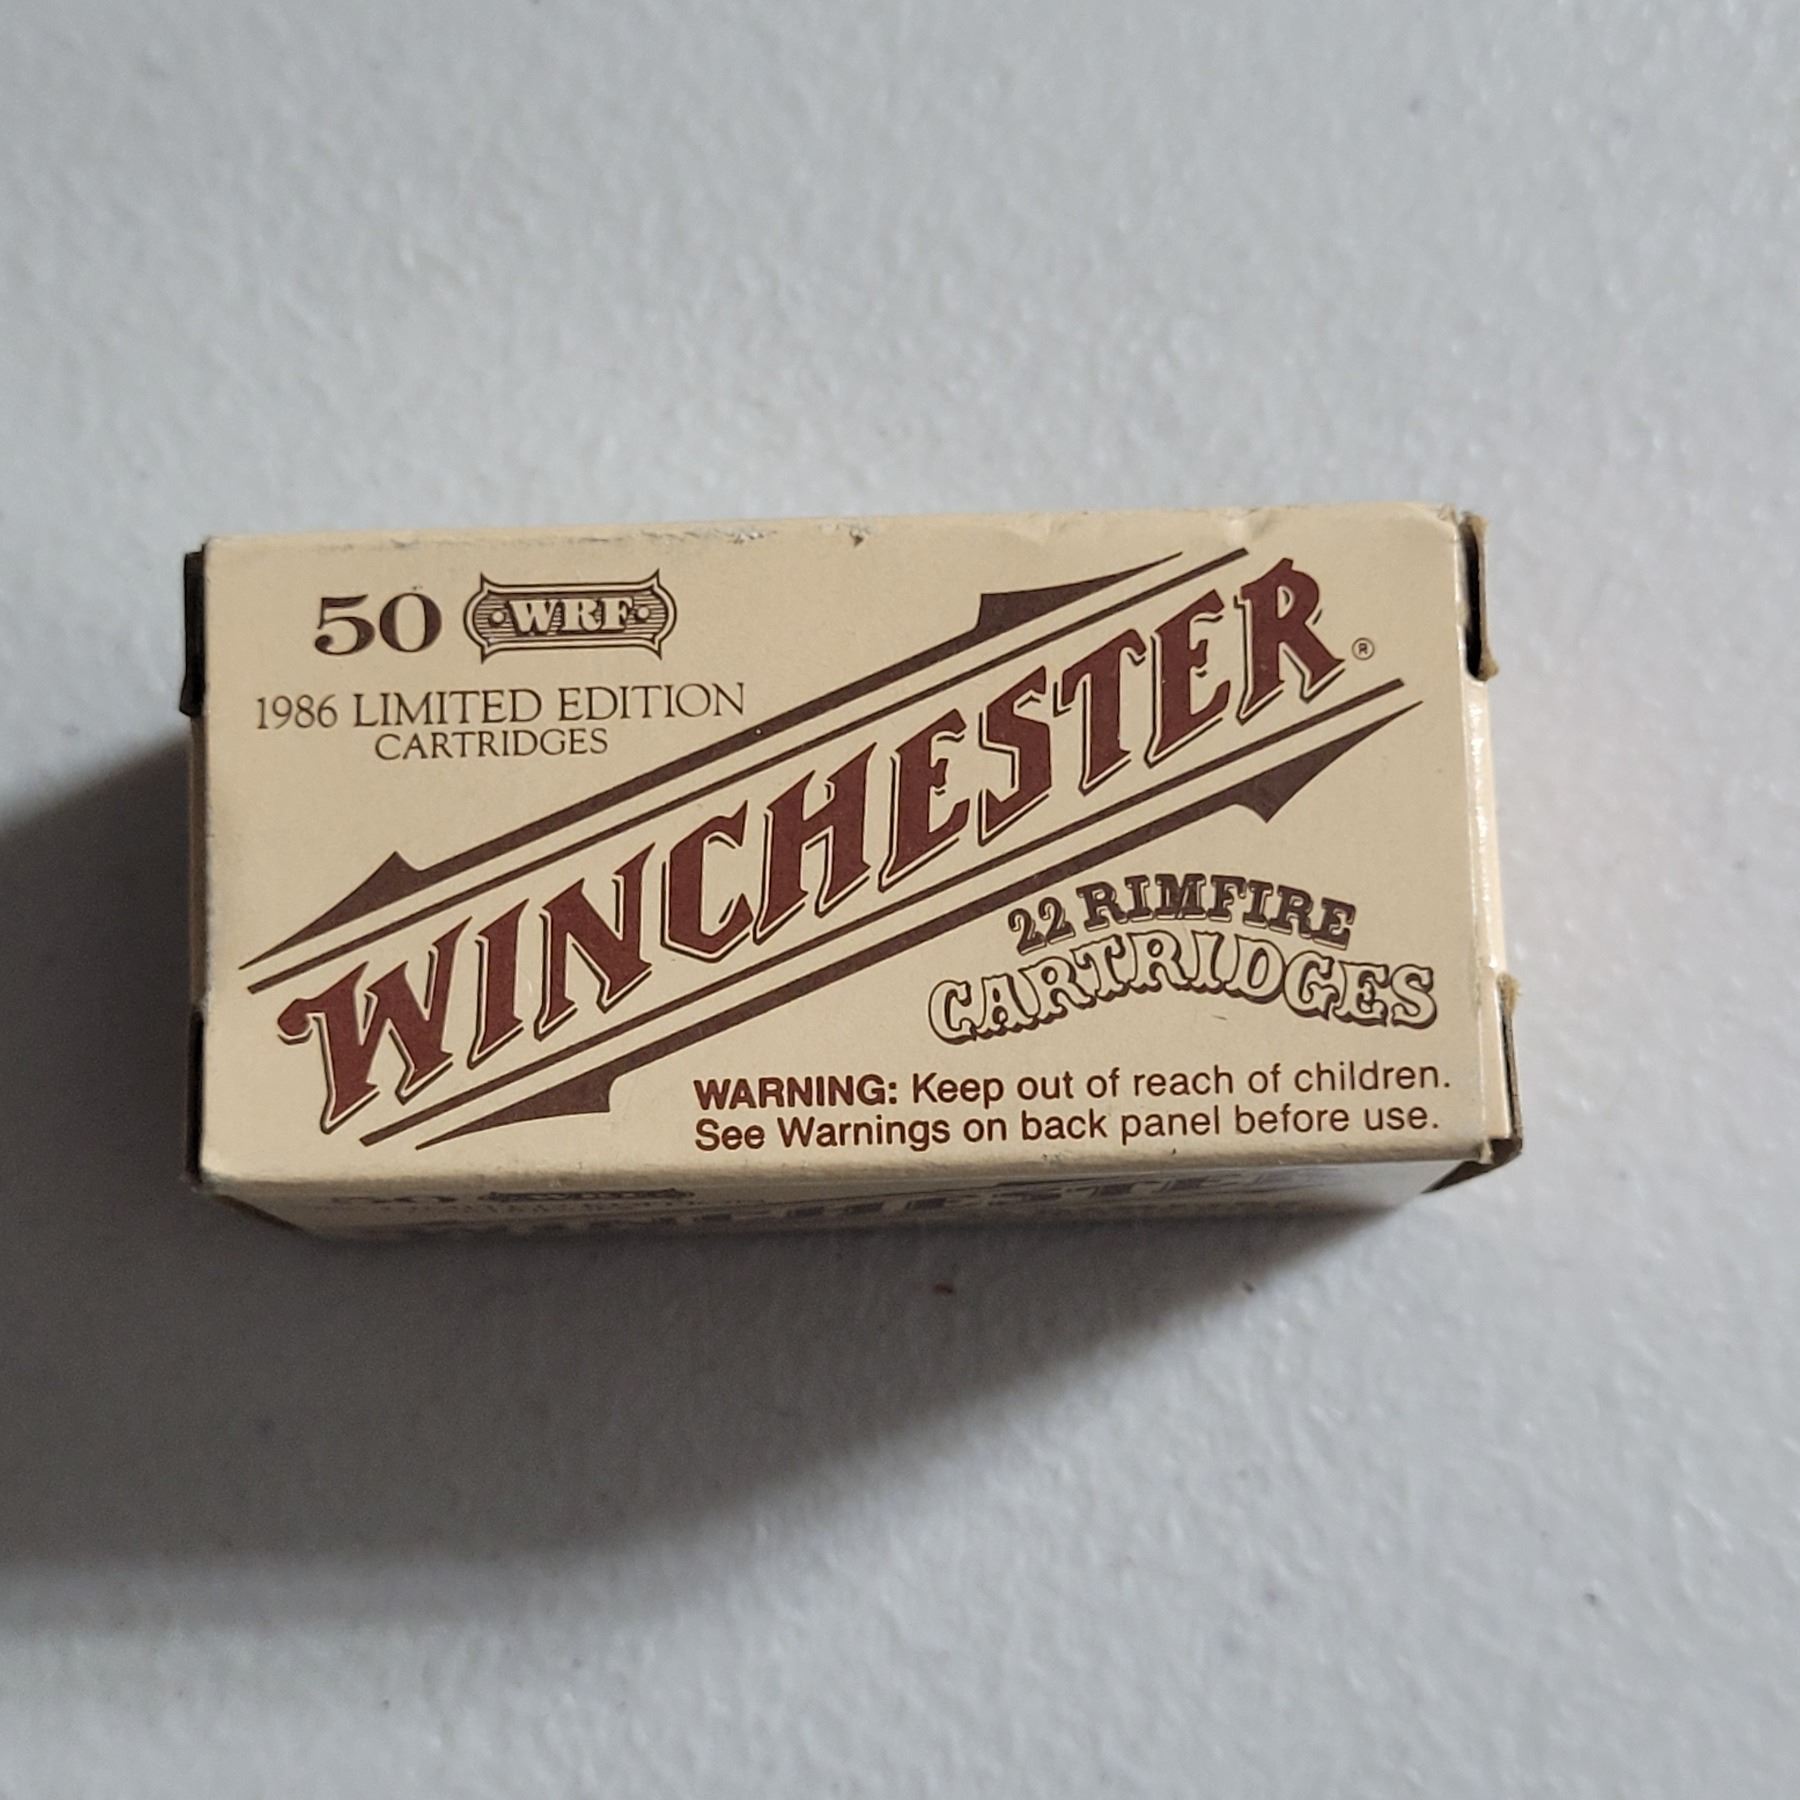 50 ·WRF·
1986 LIMITED EDITION
CARTRIDGES
WINCHESTER®
22 RIMFIRE
CARTRIDGES
WARNING: Keep out of reach of children.
See Warnings on back panel before use.